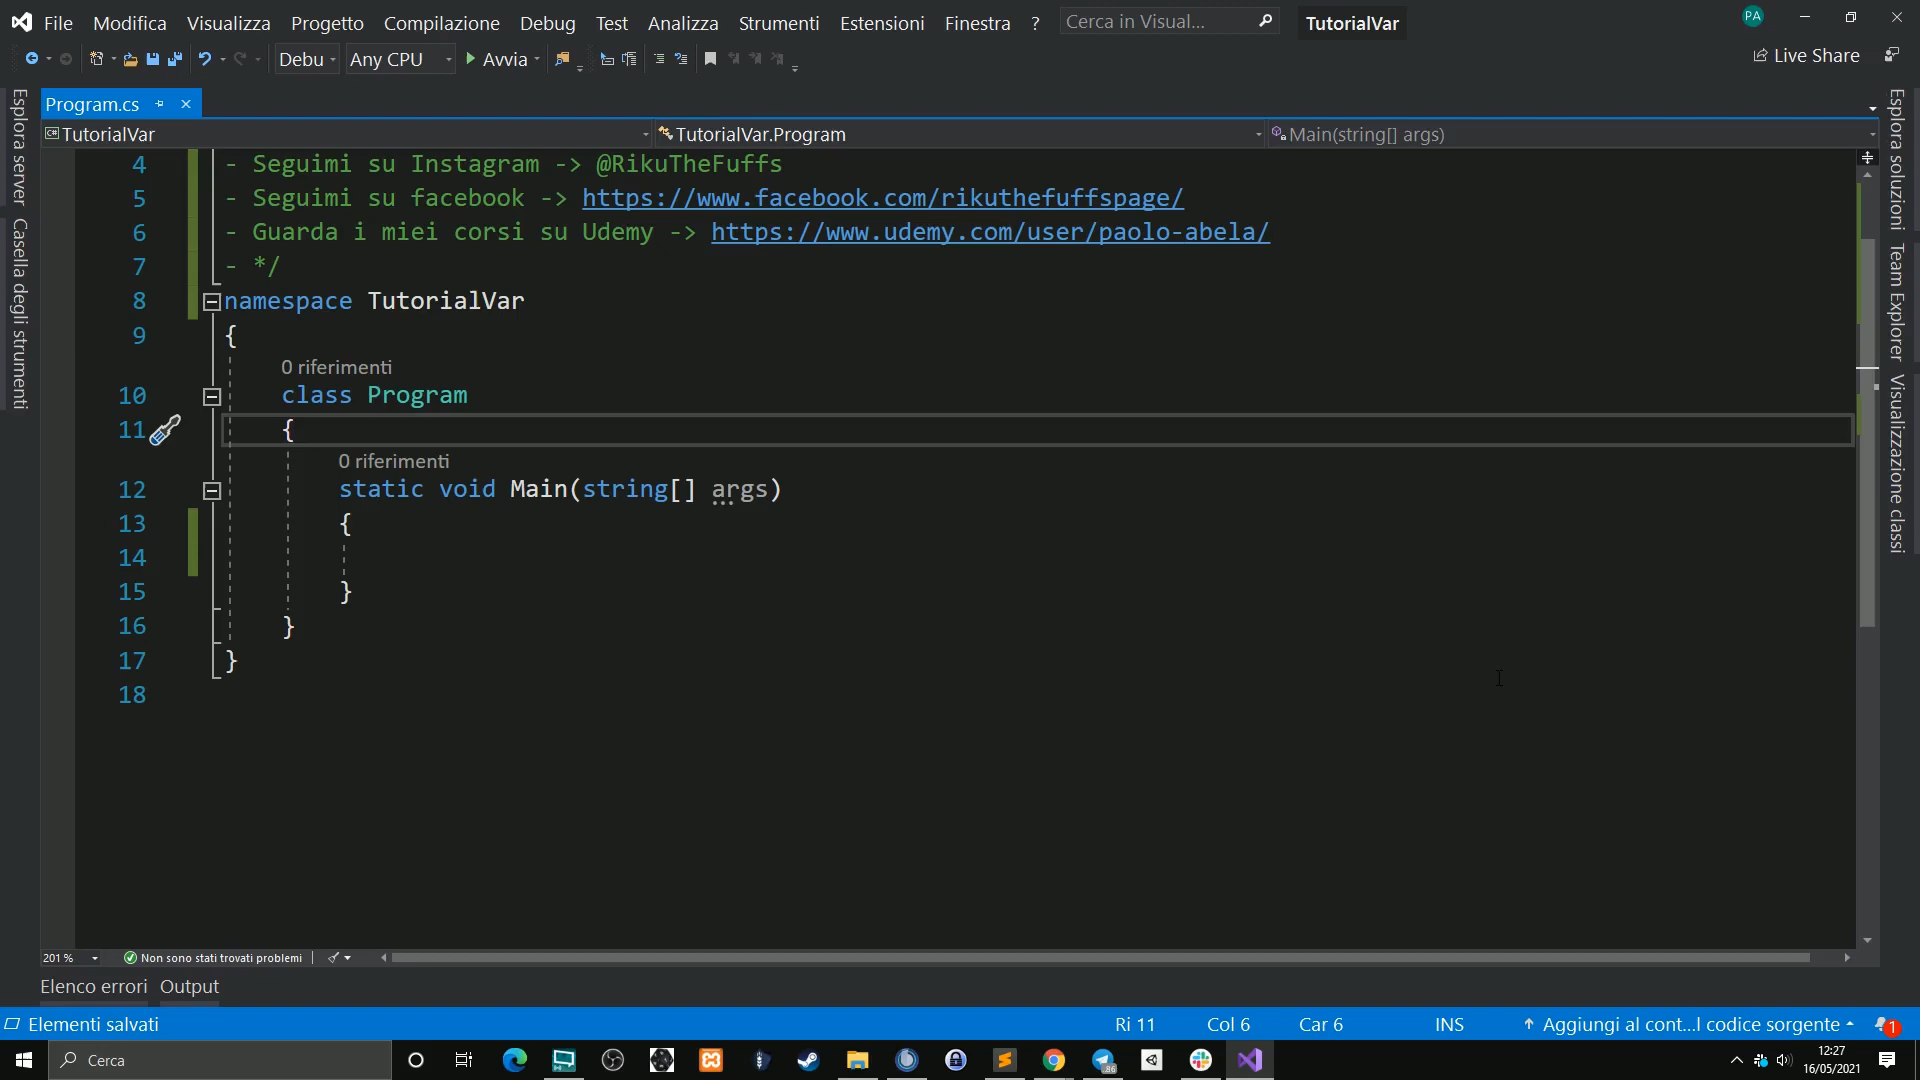 File Modifica Visualizza Progetto Compilazione Debug Test Analizza Strumenti Estensioni Finestra ? Cerca in Visual... TutorialVar PA
Debu Any CPU Avvia Live Share
Program.cs
TutorialVar TutorialVar.Program Main(string[] args)
Esplora server
Casella degli strumenti
4 - Seguimi su Instagram -> @RikuTheFuffs
5 - Seguimi su facebook -> https://www.facebook.com/rikuthefuffspage/
6 - Guarda i miei corsi su Udemy -> https://www.udemy.com/user/paolo-abela/
7 - */
8 namespace TutorialVar
9 {
0 riferimenti
10 class Program
11 {
0 riferimenti
12 static void Main(string[] args)
13 {
14
15 }
16 }
17 }
18
Esplora soluzioni
Team Explorer
Visualizzazione classi
201 % Non sono stati trovati problemi
Elenco errori Output
Elementi salvati Ri 11 Col 6 Car 6 INS Aggiungi al cont...l codice sorgente 1
Cerca 86 12:27
16/05/2021